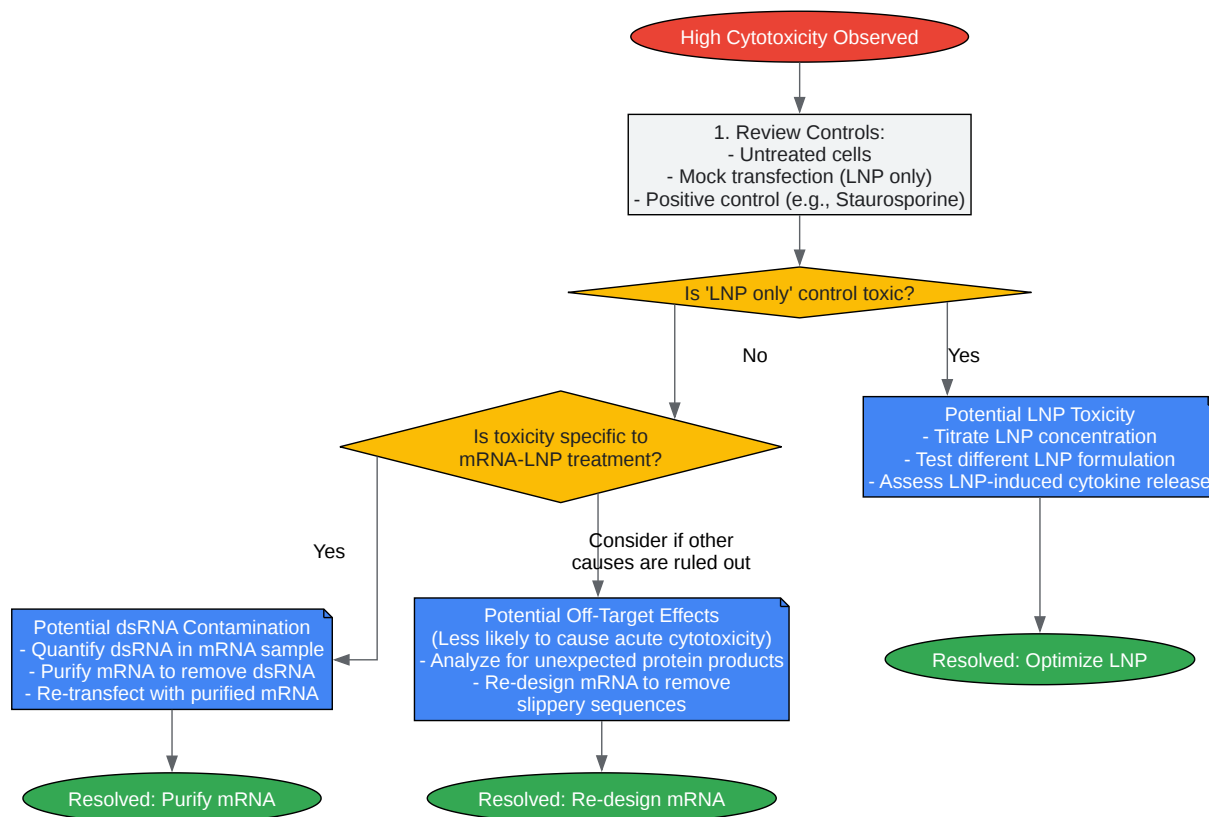 High Cytotoxicity Observed
1. Review Controls:
- Untreated cells
- Mock transfection (LNP only)
- Positive control (e.g., Staurosporine)
Is 'LNP only' control toxic?
No
Yes
Is toxicity specific to
mRNA-LNP treatment?
Potential LNP Toxicity
- Titrate LNP concentration
- Test different LNP formulation
- Assess LNP-induced cytokine release
Yes
Consider if other
causes are ruled out
Potential dsRNA Contamination
- Quantify dsRNA in mRNA sample
- Purify mRNA to remove dsRNA
- Re-transfect with purified mRNA
Potential Off-Target Effects
(Less likely to cause acute cytotoxicity)
- Analyze for unexpected protein products
- Re-design mRNA to remove
slippery sequences
Resolved: Optimize LNP
Resolved: Purify mRNA
Resolved: Re-design mRNA